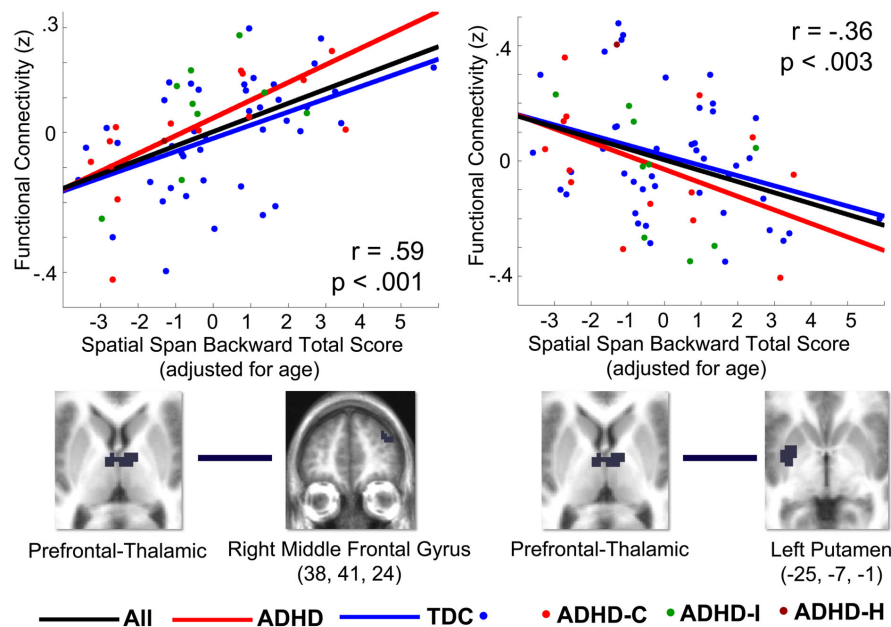 .3
0
-.4
Functional Connectivity (z)
r = .59
p < .001
-3 -2 -1 0 1 2 3 4 5
Spatial Span Backward Total Score
(adjusted for age)
.4
0
-.4
Functional Connectivity (z)
r = -.36
p < .003
-3 -2 -1 0 1 2 3 4 5
Spatial Span Backward Total Score
(adjusted for age)
Prefrontal-Thalamic
Right Middle Frontal Gyrus
(38, 41, 24)
Prefrontal-Thalamic
Left Putamen
(-25, -7, -1)
All ADHD TDC ADHD-C ADHD-I ADHD-H